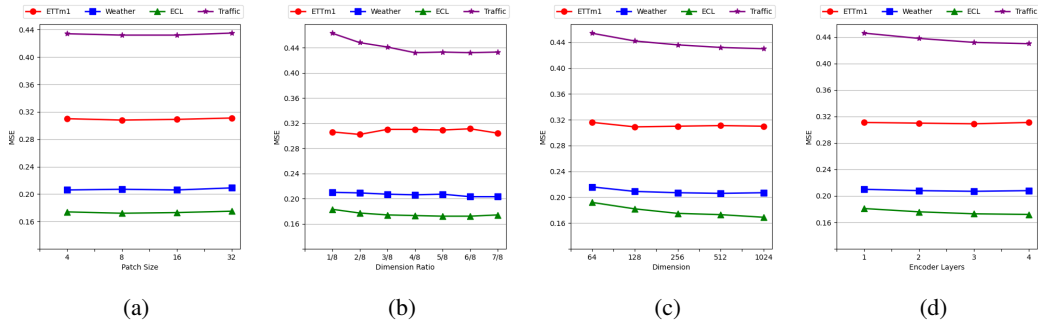 ETTm1 Weather ECL Traffic
0.44
0.40
0.36
0.32
0.28
0.24
0.20
0.16
MSE
4 8 16 32
Patch Size
(a)
ETTm1 Weather ECL Traffic
0.44
0.40
0.36
0.32
0.28
0.24
0.20
0.16
MSE
1/8 2/8 3/8 4/8 5/8 6/8 7/8
Dimension Ratio
(b)
ETTm1 Weather ECL Traffic
0.44
0.40
0.36
0.32
0.28
0.24
0.20
0.16
MSE
64 128 256 512 1024
Dimension
(c)
ETTm1 Weather ECL Traffic
0.44
0.40
0.36
0.32
0.28
0.24
0.20
0.16
MSE
1 2 3 4
Encoder Layers
(d)